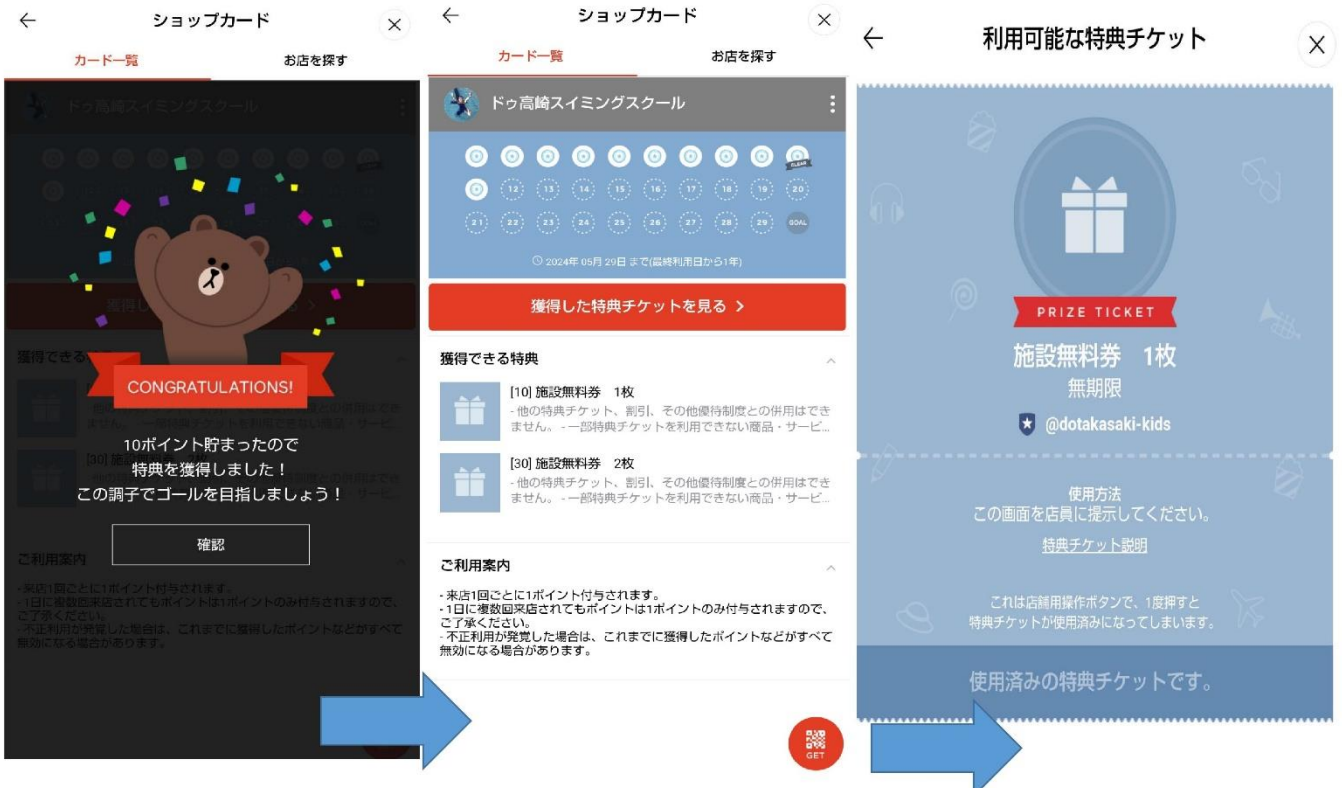 ショップカード
カード一覧
お店を探す
ドゥ高崎スイミングスクール
CONGRATULATIONS!
10ポイント貯まったので
特典を獲得しました!
この調子でゴールを目指しましょう!
確認
獲得できる
ご利用案内
-来店1回ごとに1ポイント付与されます。
-1日に複数回来店されてもポイントは1ポイントのみ付与されますので、
ご了承ください。
-不正利用が発覚した場合は、これまでに獲得したポイントなどがすべて
無効になる場合があります。
ショップカード
カード一覧
お店を探す
ドゥ高崎スイミングスクール
CLEAR
12 13 14 15 16 17 18 19 20
21 22 23 24 25 26 27 28 29 GOAL
2024年 05月 29日 まで(最終利用日から1年)
獲得した特典チケットを見る >
獲得できる特典
[10] 施設無料券 1枚
- 他の特典チケット、割引、その他優待制度との併用はでき
ません。 - 一部特典チケットを利用できない商品・サービ...
[30] 施設無料券 2枚
- 他の特典チケット、割引、その他優待制度との併用はでき
ません。 - 一部特典チケットを利用できない商品・サービ...
ご利用案内
- 来店1回ごとに1ポイント付与されます。
- 1日に複数回来店されてもポイントは1ポイントのみ付与されますので、
ご了承ください。
- 不正利用が発覚した場合は、これまでに獲得したポイントなどがすべて
無効になる場合があります。
GET
利用可能な特典チケット
PRIZE TICKET
施設無料券 1枚
無期限
@dotakasaki-kids
使用方法
この画面を店員に提示してください。
特典チケット説明
これは店舗用操作ボタンで、1度押すと
特典チケットが使用済みになってしまいます。
使用済みの特典チケットです。